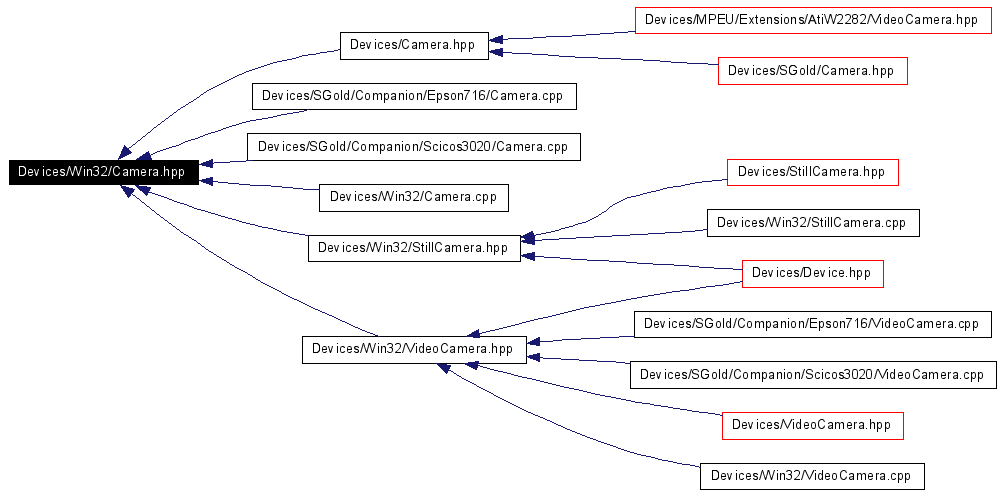 Devices/MPEU/Extensions/AtiW2282/VideoCamera.hpp
Devices/Camera.hpp
Devices/SGold/Camera.hpp
Devices/SGold/Companion/Epson716/Camera.cpp
Devices/SGold/Companion/Scicos3020/Camera.cpp
Devices/Win32/Camera.hpp
Devices/StillCamera.hpp
Devices/Win32/Camera.cpp
Devices/Win32/StillCamera.cpp
Devices/Win32/StillCamera.hpp
Devices/Device.hpp
Devices/SGold/Companion/Epson716/VideoCamera.cpp
Devices/Win32/VideoCamera.hpp
Devices/SGold/Companion/Scicos3020/VideoCamera.cpp
Devices/VideoCamera.hpp
Devices/Win32/VideoCamera.cpp